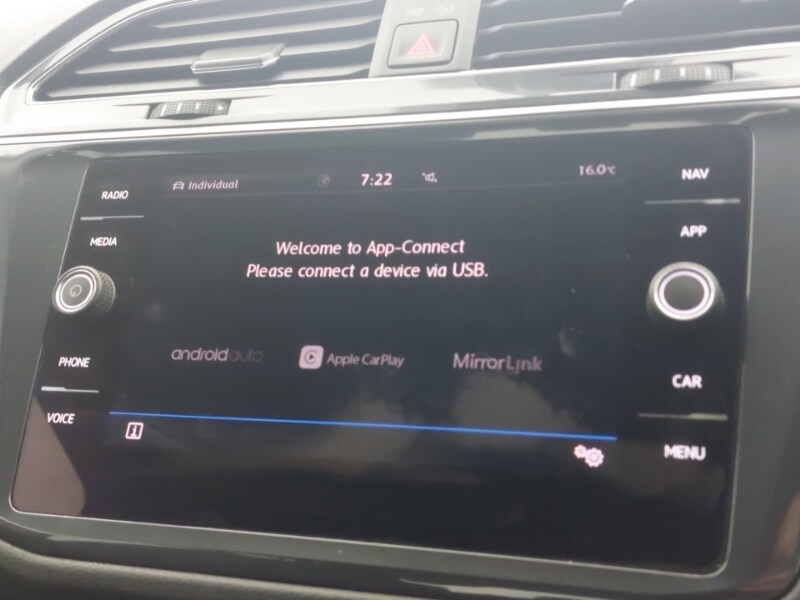 RADIO
MEDIA
PHONE
VOICE
Individual
7:22
16.0°C
Welcome to App-Connect
Please connect a device via USB.
androidauto
Apple CarPlay
MirrorLink
NAV
APP
CAR
MENU